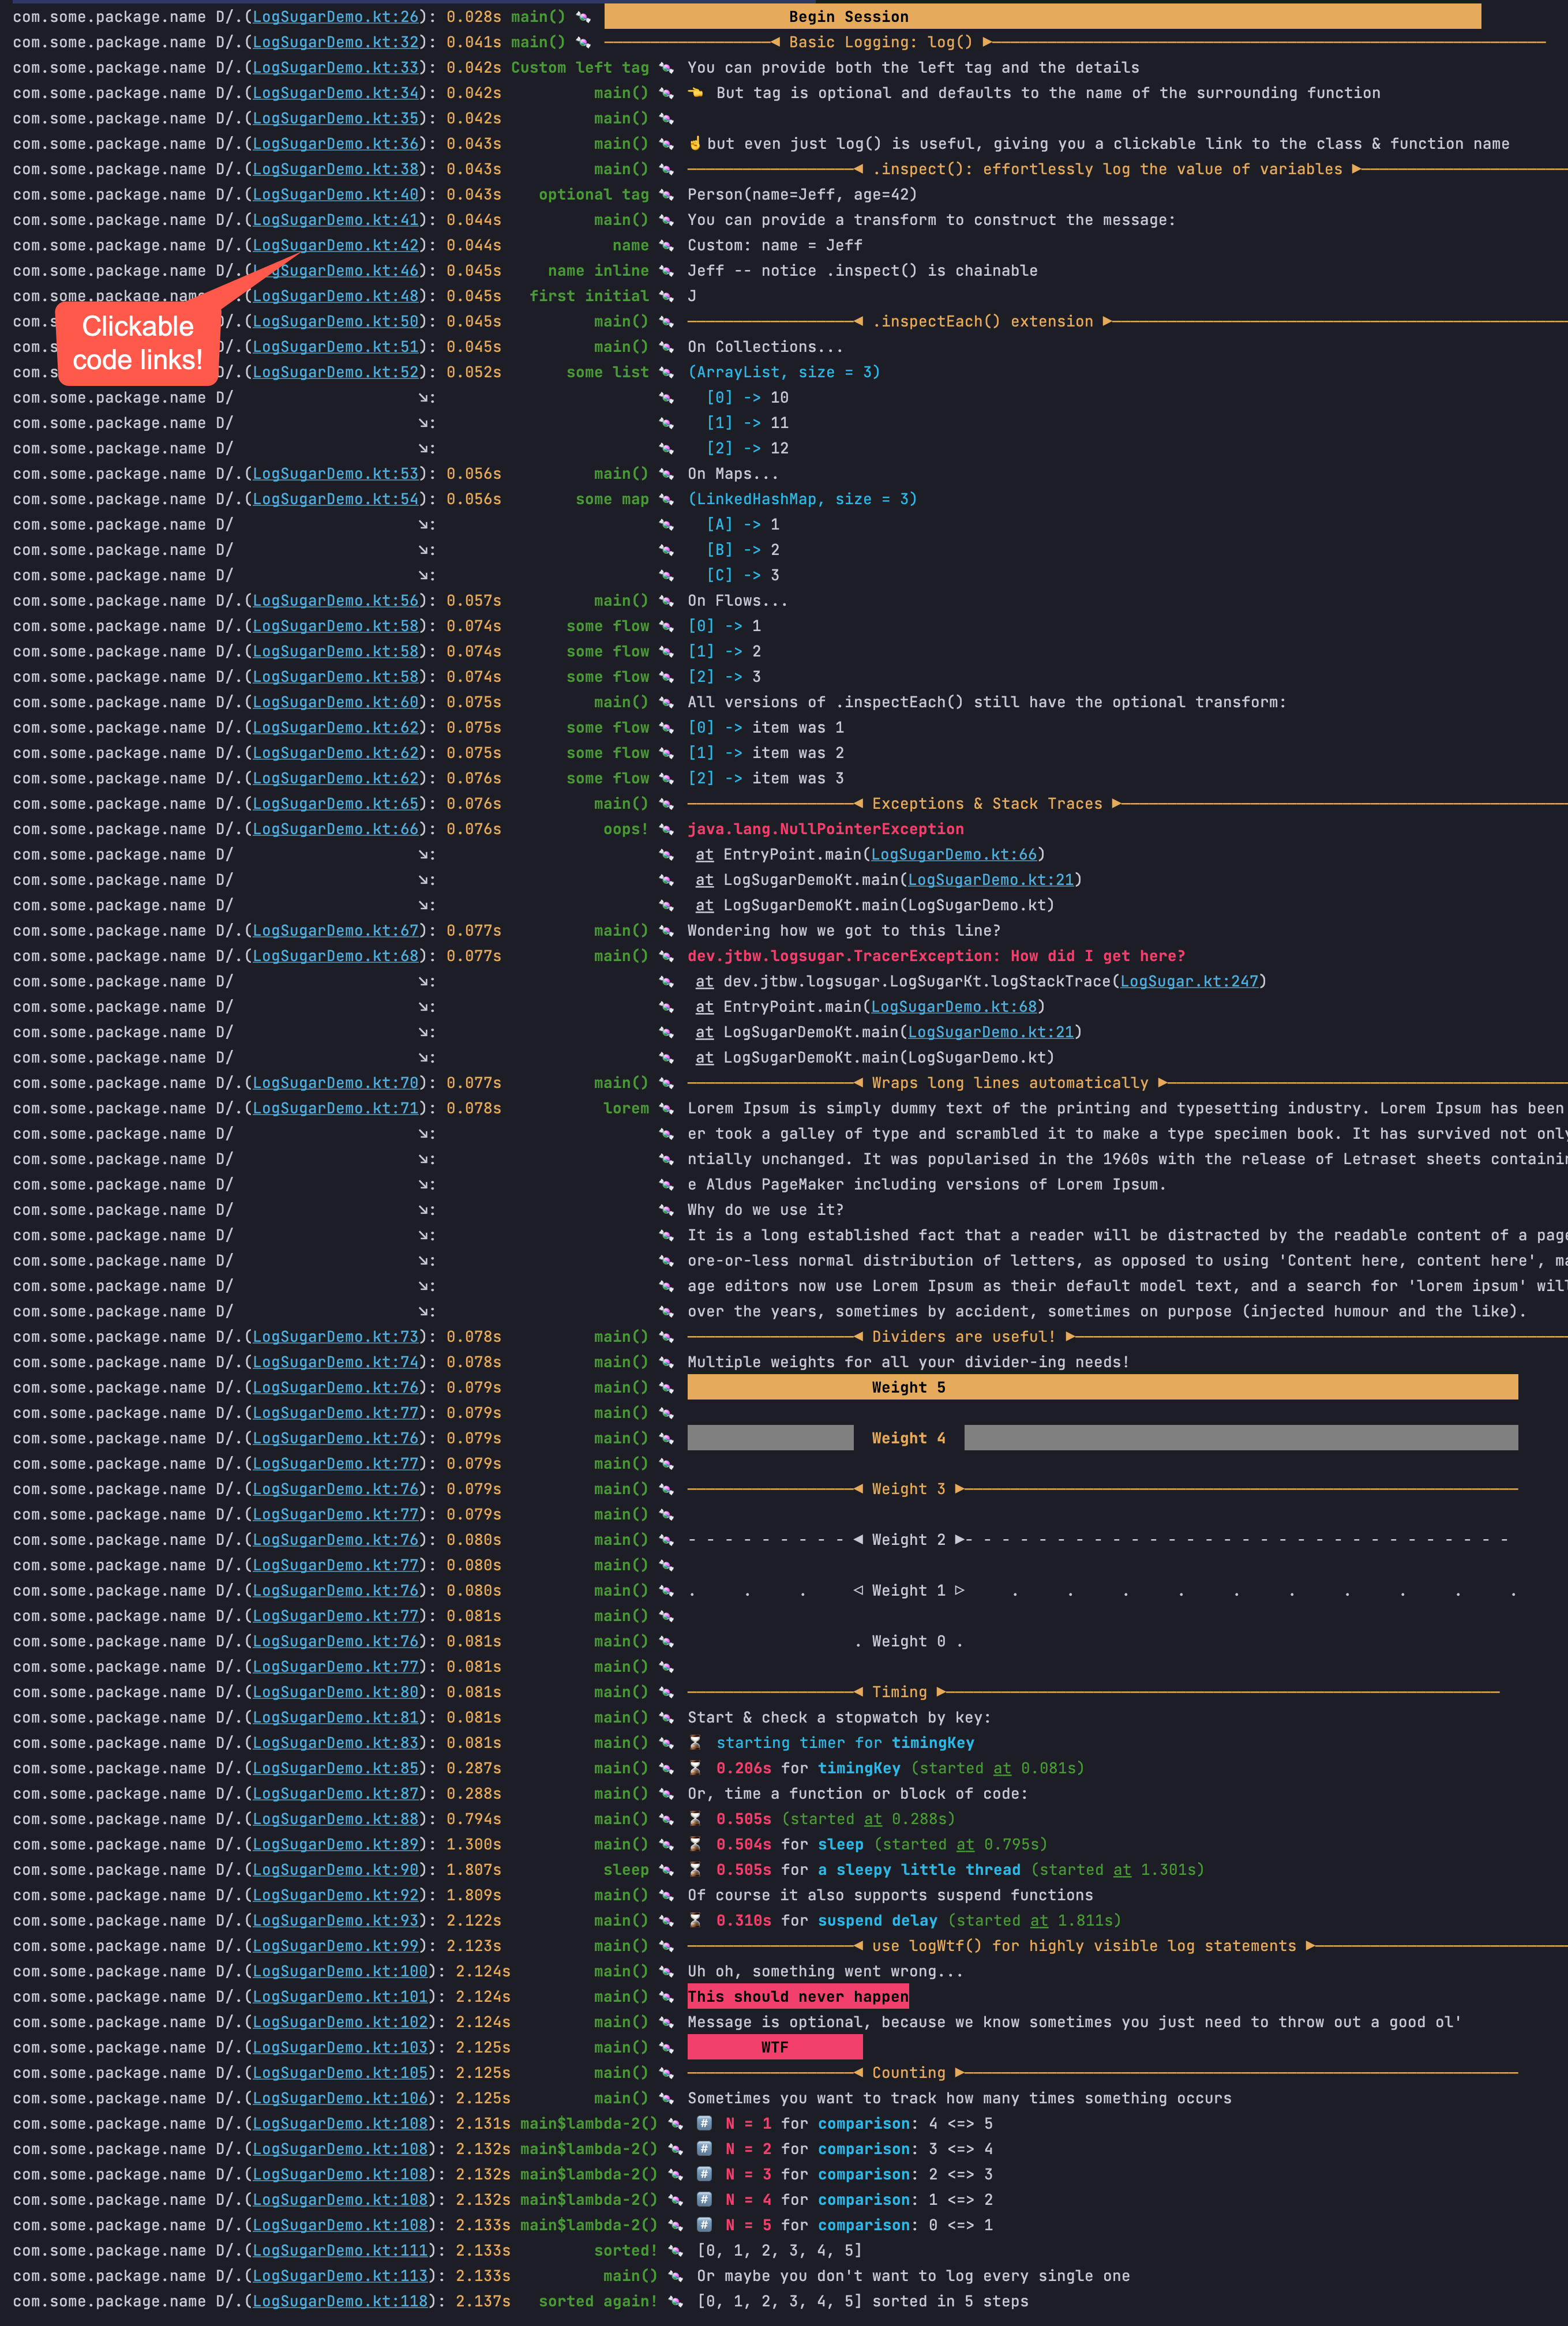 com.some.package.name D/.(LogSugarDemo.kt:26): 0.028s main() 🍬 Begin Session
com.some.package.name D/.(LogSugarDemo.kt:32): 0.041s main() 🍬 ──────────────────◀ Basic Logging: log() ▶──────────────────
com.some.package.name D/.(LogSugarDemo.kt:33): 0.042s Custom left tag 🍬 You can provide both the left tag and the details
com.some.package.name D/.(LogSugarDemo.kt:34): 0.042s main() 🍬 👈 But tag is optional and defaults to the name of the surrounding function
com.some.package.name D/.(LogSugarDemo.kt:35): 0.042s main() 🍬
com.some.package.name D/.(LogSugarDemo.kt:36): 0.043s main() 🍬 ☝but even just log() is useful, giving you a clickable link to the class & function name
com.some.package.name D/.(LogSugarDemo.kt:38): 0.043s main() 🍬 ──────────────────◀ .inspect(): effortlessly log the value of variables ▶──────────────────
com.some.package.name D/.(LogSugarDemo.kt:40): 0.043s optional tag 🍬 Person(name=Jeff, age=42)
com.some.package.name D/.(LogSugarDemo.kt:41): 0.044s main() 🍬 You can provide a transform to construct the message:
com.some.package.name D/.(LogSugarDemo.kt:42): 0.044s name 🍬 Custom: name = Jeff
com.some.package.name D/.(LogSugarDemo.kt:46): 0.045s name inline 🍬 Jeff -- notice .inspect() is chainable
com.some.package.name D/.(LogSugarDemo.kt:48): 0.045s first initial 🍬 J
Clickable
code links!
com.s D/.(LogSugarDemo.kt:50): 0.045s main() 🍬 ──────────────────◀ .inspectEach() extension ▶──────────────────
com.s D/.(LogSugarDemo.kt:51): 0.045s main() 🍬 On Collections...
com.s D/.(LogSugarDemo.kt:52): 0.052s some list 🍬 (ArrayList, size = 3)
com.some.package.name D/ ↘: 🍬 [0] -> 10
com.some.package.name D/ ↘: 🍬 [1] -> 11
com.some.package.name D/ ↘: 🍬 [2] -> 12
com.some.package.name D/.(LogSugarDemo.kt:53): 0.056s main() 🍬 On Maps...
com.some.package.name D/.(LogSugarDemo.kt:54): 0.056s some map 🍬 (LinkedHashMap, size = 3)
com.some.package.name D/ ↘: 🍬 [A] -> 1
com.some.package.name D/ ↘: 🍬 [B] -> 2
com.some.package.name D/ ↘: 🍬 [C] -> 3
com.some.package.name D/.(LogSugarDemo.kt:56): 0.057s main() 🍬 On Flows...
com.some.package.name D/.(LogSugarDemo.kt:58): 0.074s some flow 🍬 [0] -> 1
com.some.package.name D/.(LogSugarDemo.kt:58): 0.074s some flow 🍬 [1] -> 2
com.some.package.name D/.(LogSugarDemo.kt:58): 0.074s some flow 🍬 [2] -> 3
com.some.package.name D/.(LogSugarDemo.kt:60): 0.075s main() 🍬 All versions of .inspectEach() still have the optional transform:
com.some.package.name D/.(LogSugarDemo.kt:62): 0.075s some flow 🍬 [0] -> item was 1
com.some.package.name D/.(LogSugarDemo.kt:62): 0.075s some flow 🍬 [1] -> item was 2
com.some.package.name D/.(LogSugarDemo.kt:62): 0.076s some flow 🍬 [2] -> item was 3
com.some.package.name D/.(LogSugarDemo.kt:65): 0.076s main() 🍬 ──────────────────◀ Exceptions & Stack Traces ▶──────────────────
com.some.package.name D/.(LogSugarDemo.kt:66): 0.076s oops! 🍬 java.lang.NullPointerException
com.some.package.name D/ ↘: 🍬 at EntryPoint.main(LogSugarDemo.kt:66)
com.some.package.name D/ ↘: 🍬 at LogSugarDemoKt.main(LogSugarDemo.kt:21)
com.some.package.name D/ ↘: 🍬 at LogSugarDemoKt.main(LogSugarDemo.kt)
com.some.package.name D/.(LogSugarDemo.kt:67): 0.077s main() 🍬 Wondering how we got to this line?
com.some.package.name D/.(LogSugarDemo.kt:68): 0.077s main() 🍬 dev.jtbw.logsugar.TracerException: How did I get here?
com.some.package.name D/ ↘: 🍬 at dev.jtbw.logsugar.LogSugarKt.logStackTrace(LogSugar.kt:247)
com.some.package.name D/ ↘: 🍬 at EntryPoint.main(LogSugarDemo.kt:68)
com.some.package.name D/ ↘: 🍬 at LogSugarDemoKt.main(LogSugarDemo.kt:21)
com.some.package.name D/ ↘: 🍬 at LogSugarDemoKt.main(LogSugarDemo.kt)
com.some.package.name D/.(LogSugarDemo.kt:70): 0.077s main() 🍬 ──────────────────◀ Wraps long lines automatically ▶──────────────────
com.some.package.name D/.(LogSugarDemo.kt:71): 0.078s lorem 🍬 Lorem Ipsum is simply dummy text of the printing and typesetting industry. Lorem Ipsum has been
com.some.package.name D/ ↘: 🍬 er took a galley of type and scrambled it to make a type specimen book. It has survived not only
com.some.package.name D/ ↘: 🍬 ntially unchanged. It was popularised in the 1960s with the release of Letraset sheets containin
com.some.package.name D/ ↘: 🍬 e Aldus PageMaker including versions of Lorem Ipsum.
com.some.package.name D/ ↘: 🍬 Why do we use it?
com.some.package.name D/ ↘: 🍬 It is a long established fact that a reader will be distracted by the readable content of a page
com.some.package.name D/ ↘: 🍬 ore-or-less normal distribution of letters, as opposed to using 'Content here, content here', ma
com.some.package.name D/ ↘: 🍬 age editors now use Lorem Ipsum as their default model text, and a search for 'lorem ipsum' will
com.some.package.name D/ ↘: 🍬 over the years, sometimes by accident, sometimes on purpose (injected humour and the like).
com.some.package.name D/.(LogSugarDemo.kt:73): 0.078s main() 🍬 ──────────────────◀ Dividers are useful! ▶──────────────────
com.some.package.name D/.(LogSugarDemo.kt:74): 0.078s main() 🍬 Multiple weights for all your divider-ing needs!
com.some.package.name D/.(LogSugarDemo.kt:76): 0.079s main() 🍬 Weight 5
com.some.package.name D/.(LogSugarDemo.kt:77): 0.079s main() 🍬
com.some.package.name D/.(LogSugarDemo.kt:76): 0.079s main() 🍬 Weight 4
com.some.package.name D/.(LogSugarDemo.kt:77): 0.079s main() 🍬
com.some.package.name D/.(LogSugarDemo.kt:76): 0.079s main() 🍬 ──────────────────◀ Weight 3 ▶──────────────────
com.some.package.name D/.(LogSugarDemo.kt:77): 0.079s main() 🍬
com.some.package.name D/.(LogSugarDemo.kt:76): 0.080s main() 🍬 - - - - - - - - - ◀ Weight 2 ▶- - - - - - - - - - - - - - - - - - - - - - - - - - - - - -
com.some.package.name D/.(LogSugarDemo.kt:77): 0.080s main() 🍬
com.some.package.name D/.(LogSugarDemo.kt:76): 0.080s main() 🍬 . . . ◁ Weight 1 ▷ . . . . . . . . . .
com.some.package.name D/.(LogSugarDemo.kt:77): 0.081s main() 🍬
com.some.package.name D/.(LogSugarDemo.kt:76): 0.081s main() 🍬 . Weight 0 .
com.some.package.name D/.(LogSugarDemo.kt:77): 0.081s main() 🍬
com.some.package.name D/.(LogSugarDemo.kt:80): 0.081s main() 🍬 ──────────────────◀ Timing ▶──────────────────
com.some.package.name D/.(LogSugarDemo.kt:81): 0.081s main() 🍬 Start & check a stopwatch by key:
com.some.package.name D/.(LogSugarDemo.kt:83): 0.081s main() 🍬 ⌛ starting timer for timingKey
com.some.package.name D/.(LogSugarDemo.kt:85): 0.287s main() 🍬 ⌛ 0.206s for timingKey (started at 0.081s)
com.some.package.name D/.(LogSugarDemo.kt:87): 0.288s main() 🍬 Or, time a function or block of code:
com.some.package.name D/.(LogSugarDemo.kt:88): 0.794s main() 🍬 ⌛ 0.505s (started at 0.288s)
com.some.package.name D/.(LogSugarDemo.kt:89): 1.300s main() 🍬 ⌛ 0.504s for sleep (started at 0.795s)
com.some.package.name D/.(LogSugarDemo.kt:90): 1.807s sleep 🍬 ⌛ 0.505s for a sleepy little thread (started at 1.301s)
com.some.package.name D/.(LogSugarDemo.kt:92): 1.809s main() 🍬 Of course it also supports suspend functions
com.some.package.name D/.(LogSugarDemo.kt:93): 2.122s main() 🍬 ⌛ 0.310s for suspend delay (started at 1.811s)
com.some.package.name D/.(LogSugarDemo.kt:99): 2.123s main() 🍬 ──────────────────◀ use logWtf() for highly visible log statements ▶──────────────────
com.some.package.name D/.(LogSugarDemo.kt:100): 2.124s main() 🍬 Uh oh, something went wrong...
com.some.package.name D/.(LogSugarDemo.kt:101): 2.124s main() 🍬 This should never happen
com.some.package.name D/.(LogSugarDemo.kt:102): 2.124s main() 🍬 Message is optional, because we know sometimes you just need to throw out a good ol'
com.some.package.name D/.(LogSugarDemo.kt:103): 2.125s main() 🍬 WTF
com.some.package.name D/.(LogSugarDemo.kt:105): 2.125s main() 🍬 ──────────────────◀ Counting ▶──────────────────
com.some.package.name D/.(LogSugarDemo.kt:106): 2.125s main() 🍬 Sometimes you want to track how many times something occurs
com.some.package.name D/.(LogSugarDemo.kt:108): 2.131s main$lambda-2() 🍬 #️⃣ N = 1 for comparison: 4 <=> 5
com.some.package.name D/.(LogSugarDemo.kt:108): 2.132s main$lambda-2() 🍬 #️⃣ N = 2 for comparison: 3 <=> 4
com.some.package.name D/.(LogSugarDemo.kt:108): 2.132s main$lambda-2() 🍬 #️⃣ N = 3 for comparison: 2 <=> 3
com.some.package.name D/.(LogSugarDemo.kt:108): 2.132s main$lambda-2() 🍬 #️⃣ N = 4 for comparison: 1 <=> 2
com.some.package.name D/.(LogSugarDemo.kt:108): 2.133s main$lambda-2() 🍬 #️⃣ N = 5 for comparison: 0 <=> 1
com.some.package.name D/.(LogSugarDemo.kt:111): 2.133s sorted! 🍬 [0, 1, 2, 3, 4, 5]
com.some.package.name D/.(LogSugarDemo.kt:113): 2.133s main() 🍬 Or maybe you don't want to log every single one
com.some.package.name D/.(LogSugarDemo.kt:118): 2.137s sorted again! 🍬 [0, 1, 2, 3, 4, 5] sorted in 5 steps